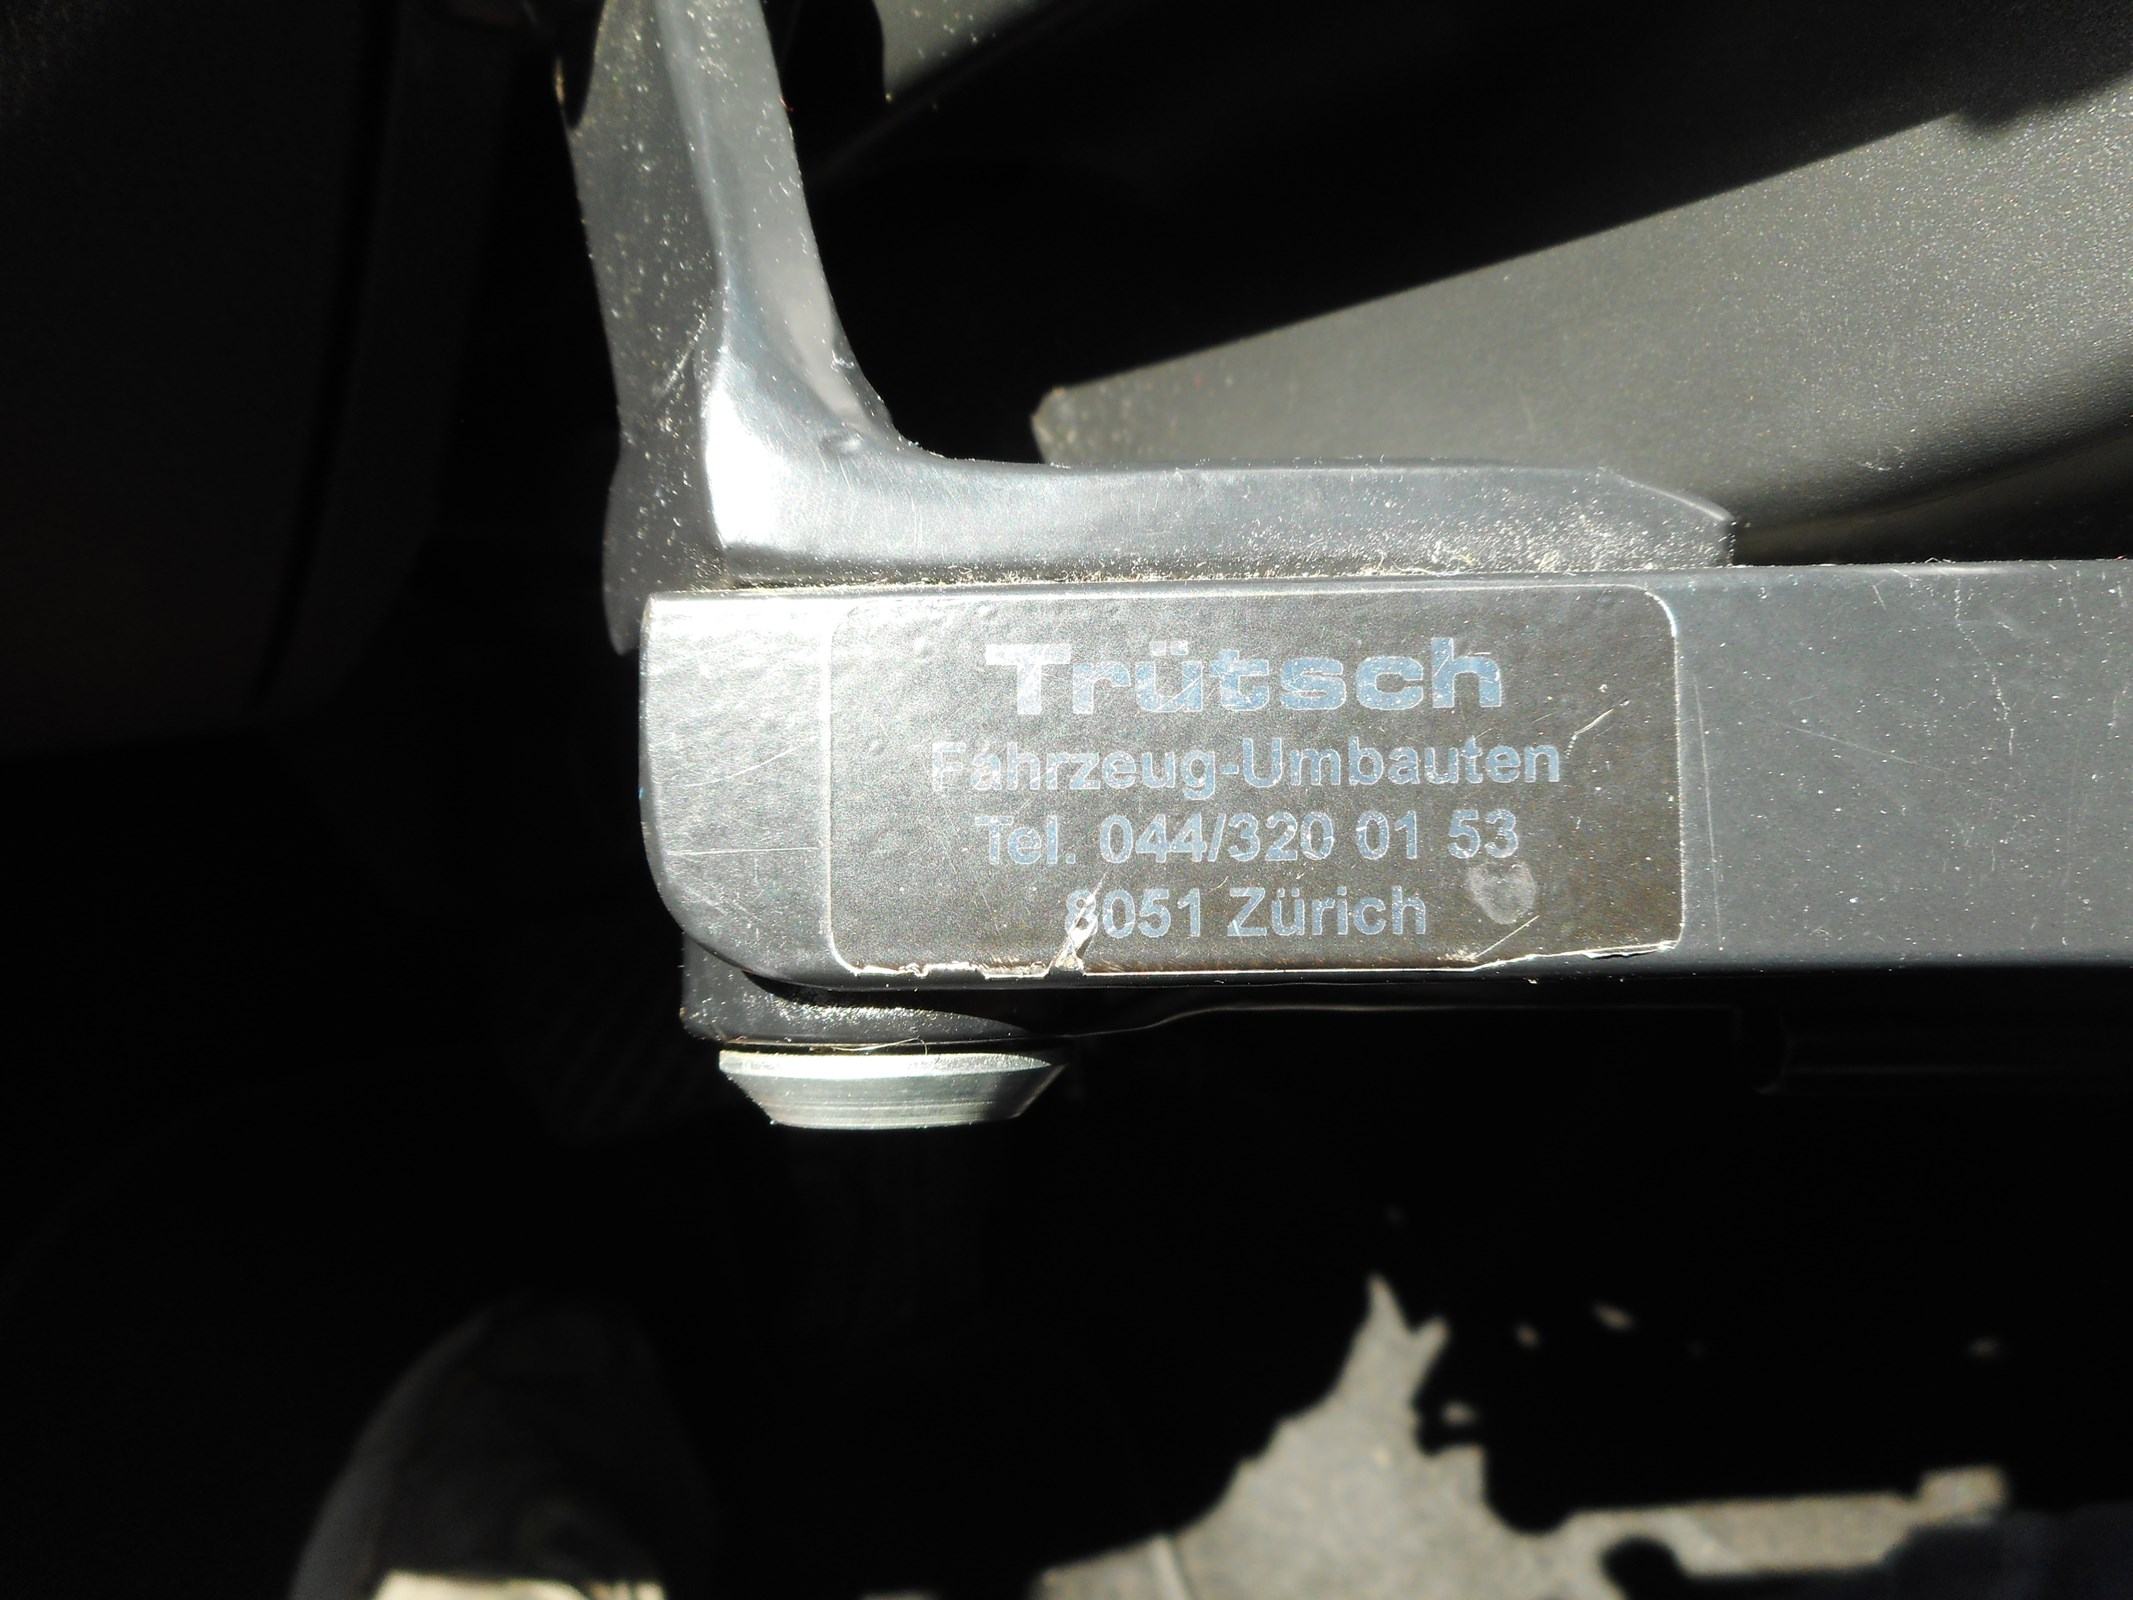 Trütsch
Fahrzeug-Umbauten
Tel. 044/320 01 53
8051 Zürich